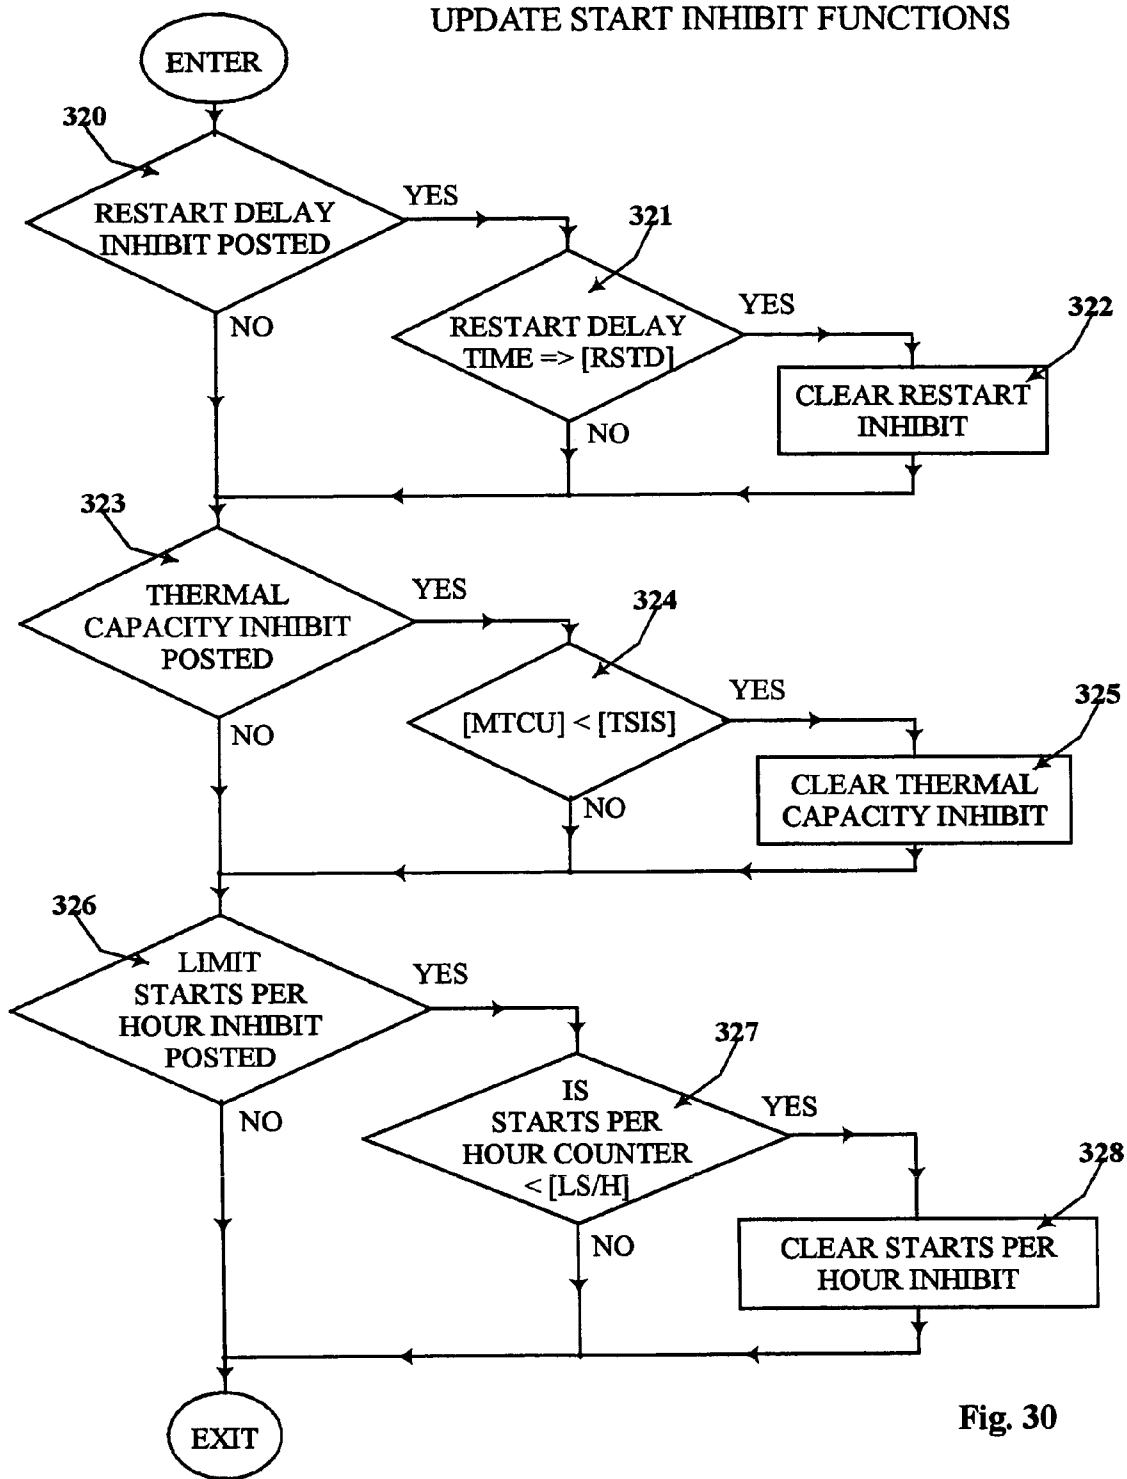 UPDATE START INHIBIT FUNCTIONS
ENTER
320
RESTART DELAY
INHIBIT POSTED
YES
NO
321
RESTART DELAY
TIME => [RSTD]
YES
NO
322
CLEAR RESTART
INHIBIT
323
THERMAL
CAPACITY INHIBIT
POSTED
YES
NO
324
[MTCU] < [TSIS]
YES
NO
325
CLEAR THERMAL
CAPACITY INHIBIT
326
LIMIT
STARTS PER
HOUR INHIBIT
POSTED
YES
NO
327
IS
STARTS PER
HOUR COUNTER
< [LS/H]
YES
NO
328
CLEAR STARTS PER
HOUR INHIBIT
EXIT
Fig. 30